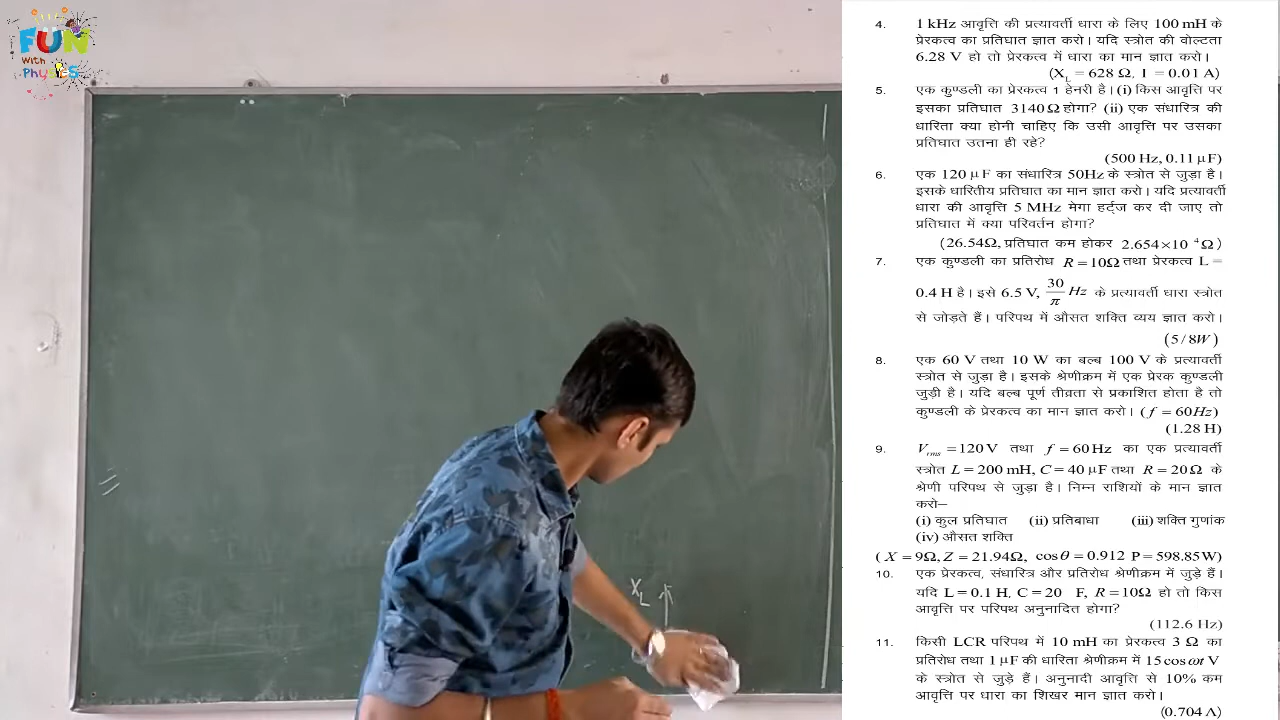 FUN
With
Physics
X_L
4. 1 kHz आवृत्ति की प्रत्यावर्ती धारा के लिए 100 mH के
प्रेरकत्व का प्रतिघात ज्ञात करो। यदि स्त्रोत की वोल्टता
6.28 V हो तो प्रेरकत्व में धारा का मान ज्ञात करो।
(X_L = 628 Ω, I = 0.01 A)
5. एक कुण्डली का प्रेरकत्व 1 हेनरी है। (i) किस आवृत्ति पर
इसका प्रतिघात 3140 Ω होगा? (ii) एक संधारित्र की
धारिता क्या होनी चाहिए कि उसी आवृत्ति पर उसका
प्रतिघात उतना ही रहे?
(500 Hz, 0.11 μF)
6. एक 120 μF का संधारित्र 50Hz के स्त्रोत से जुड़ा है।
इसके धारितीय प्रतिघात का मान ज्ञात करो। यदि प्रत्यावर्ती
धारा की आवृत्ति 5 MHz मेगा हर्ट्ज कर दी जाए तो
प्रतिघात में क्या परिवर्तन होगा?
(26.54Ω, प्रतिघात कम होकर 2.654×10 ⁴Ω)
7. एक कुण्डली का प्रतिरोध R = 10Ω तथा प्रेरकत्व L =
0.4 H है। इसे 6.5 V, 30/π Hz के प्रत्यावर्ती धारा स्त्रोत
से जोड़ते हैं। परिपथ में औसत शक्ति व्यय ज्ञात करो।
(5/8W)
8. एक 60 V तथा 10 W का बल्ब 100 V के प्रत्यावर्ती
स्त्रोत से जुड़ा है। इसके श्रेणीक्रम में एक प्रेरक कुण्डली
जुड़ी है। यदि बल्ब पूर्ण तीव्रता से प्रकाशित होता है तो
कुण्डली के प्रेरकत्व का मान ज्ञात करो। (f = 60Hz)
(1.28 H)
9. V_rms = 120 V तथा f = 60 Hz का एक प्रत्यावर्ती
स्त्रोत L = 200 mH, C = 40 μF तथा R = 20 Ω के
श्रेणी परिपथ से जुड़ा है। निम्न राशियों के मान ज्ञात
करो–
(i) कुल प्रतिघात (ii) प्रतिबाधा (iii) शक्ति गुणांक
(iv) औसत शक्ति
( X = 9Ω, Z = 21.94Ω, cosθ = 0.912 P = 598.85W)
10. एक प्रेरकत्व, संधारित्र और प्रतिरोध श्रेणीक्रम में जुड़े हैं।
यदि L = 0.1 H, C = 20 F, R = 10Ω हो तो किस
आवृत्ति पर परिपथ अनुनादित होगा?
(112.6 Hz)
11. किसी LCR परिपथ में 10 mH का प्रेरकत्व 3 Ω का
प्रतिरोध तथा 1 μF की धारिता श्रेणीक्रम में 15 cos ωt V
के स्त्रोत से जुड़े हैं। अनुनादी आवृत्ति से 10% कम
आवृत्ति पर धारा का शिखर मान ज्ञात करो।
(0.704 A)